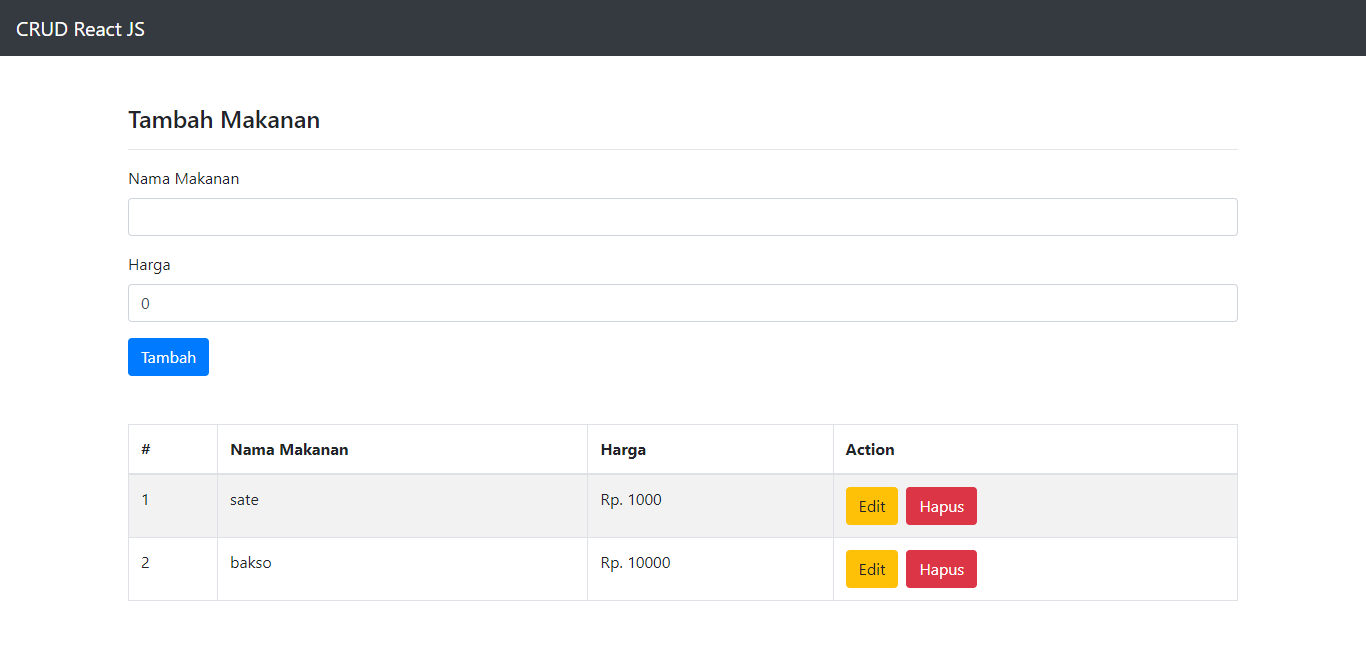 CRUD React JS
Tambah Makanan
Nama Makanan
Harga
0
Tambah
# Nama Makanan Harga Action
1 sate Rp. 1000 Edit Hapus
2 bakso Rp. 10000 Edit Hapus